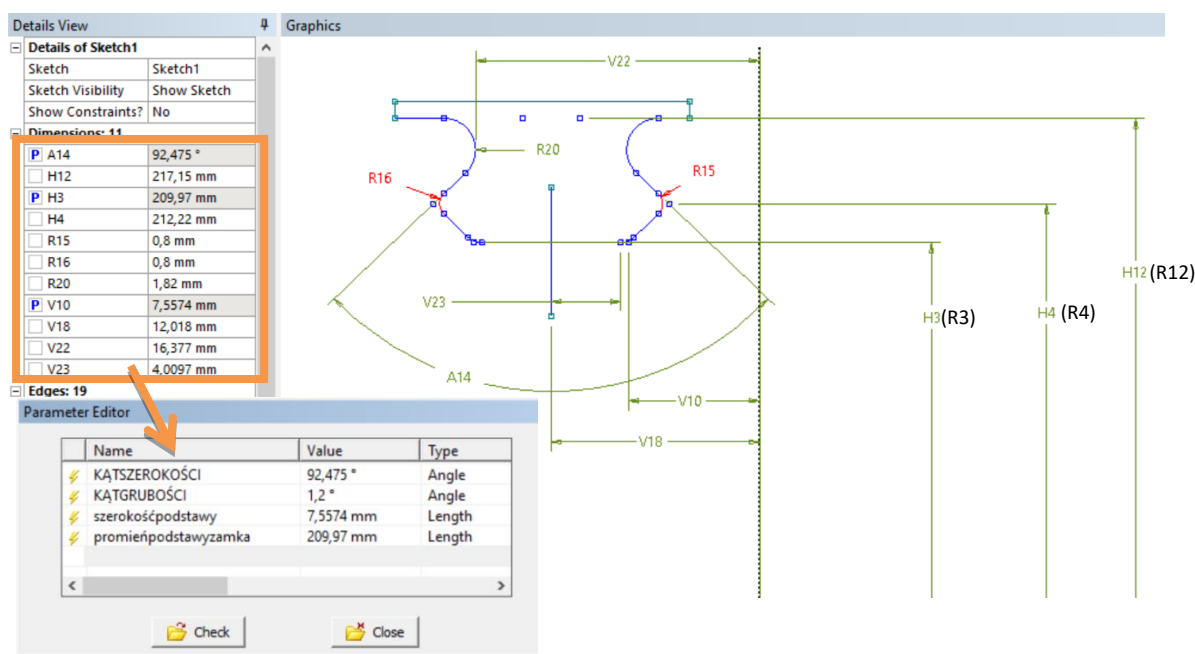 Details View
Graphics
Details of Sketch1
Sketch Sketch1
Sketch Visibility Show Sketch
Show Constraints? No
Dimensions: 11
P A14 92,475 °
H12 217,15 mm
P H3 209,97 mm
H4 212,22 mm
R15 0,8 mm
R16 0,8 mm
R20 1,82 mm
P V10 7,5574 mm
V18 12,018 mm
V22 16,377 mm
V23 4,0097 mm
Edges: 19
Parameter Editor
Name Value Type
KĄTSZEROKOŚCI 92,475 ° Angle
KĄTGRUBOŚCI 1,2 ° Angle
szerokośćpodstawy 7,5574 mm Length
promieńpodstawyzamka 209,97 mm Length
Check Close
V22
R20
R16
R15
H12 (R12)
V23
H3(R3)
H4 (R4)
A14
V10
V18